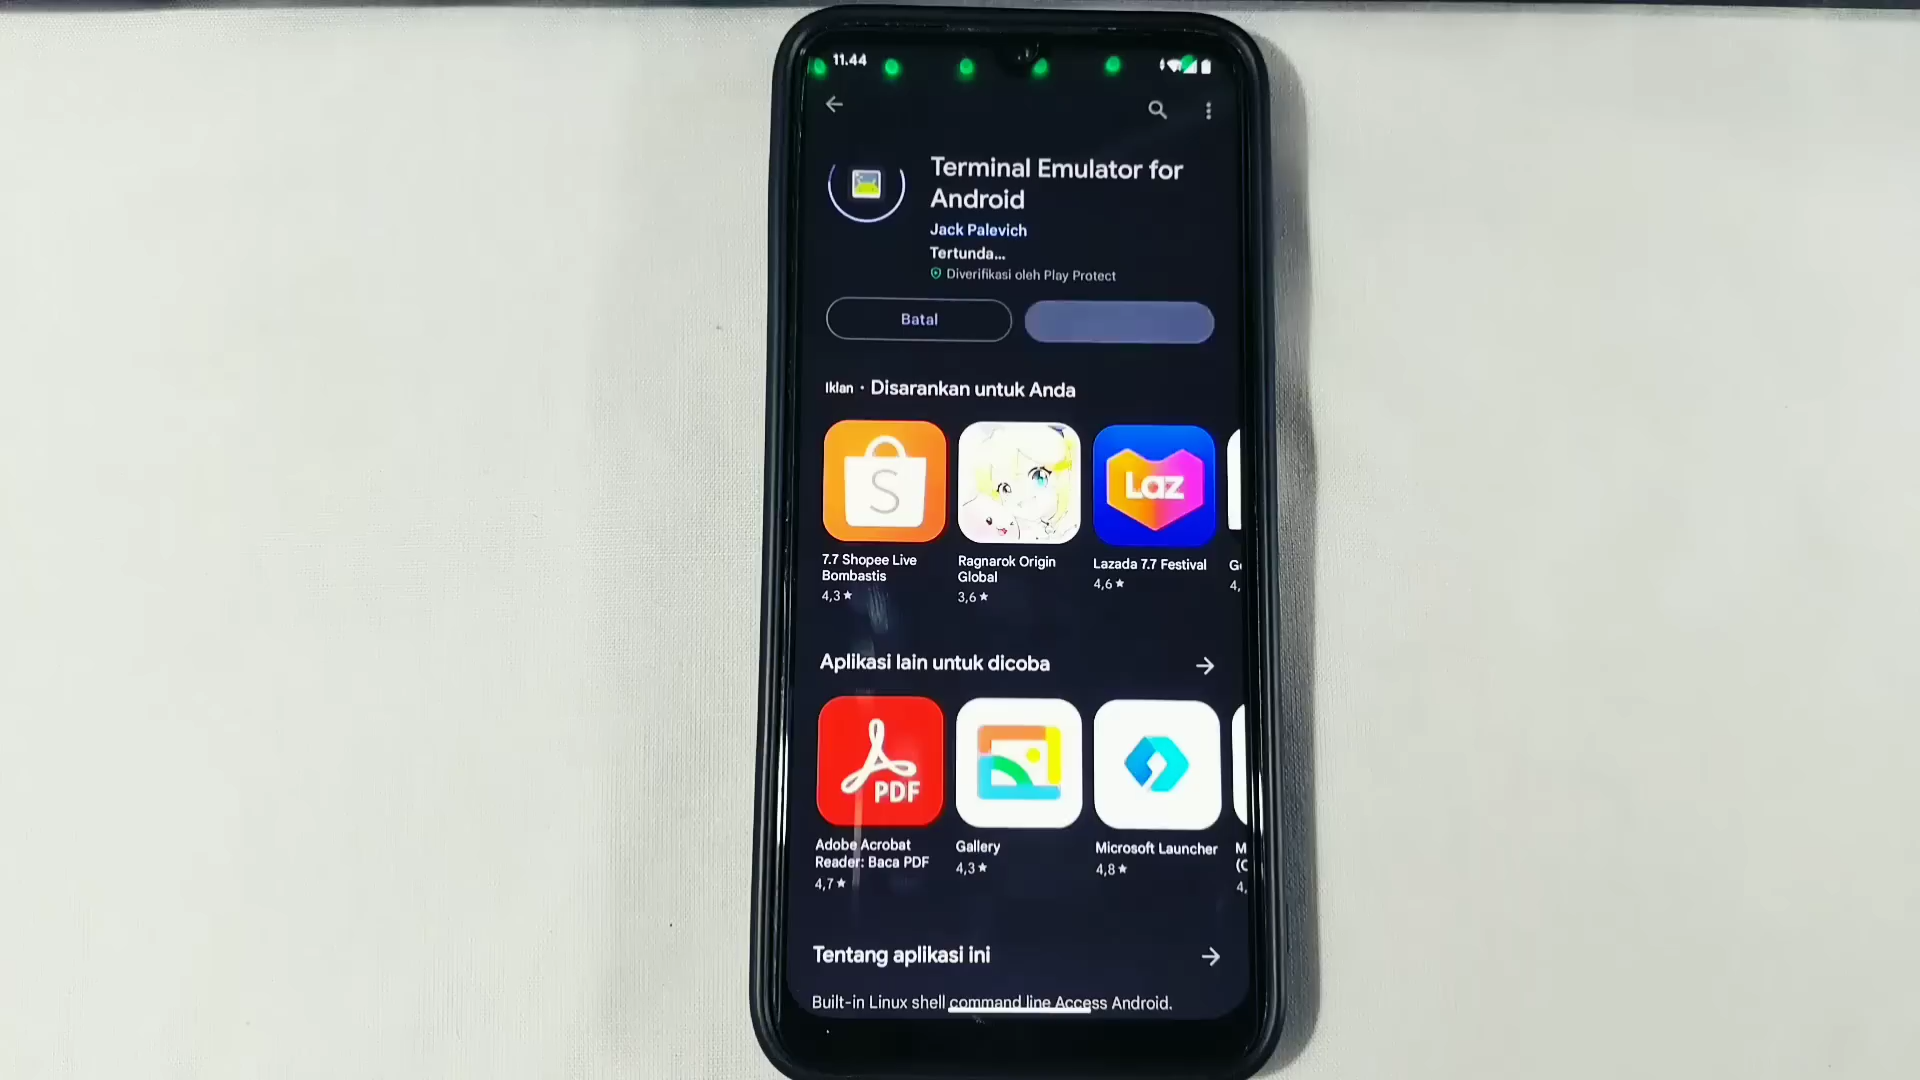 11.44
Terminal Emulator for
Android
Jack Palevich
Tertunda...
Diverifikasi oleh Play Protect
Batal
Iklan · Disarankan untuk Anda
S
Laz
7.7 Shopee Live
Bombastis
4,3★
Ragnarok Origin
Global
3,6★
Lazada 7.7 Festival
4,6★
4,
Aplikasi lain untuk dicoba
PDF
Adobe Acrobat
Reader: Baca PDF
4,7★
Gallery
4,3★
Microsoft Launcher
4,8★
M
(C
4,
Tentang aplikasi ini
Built-in Linux shell command line Access Android.